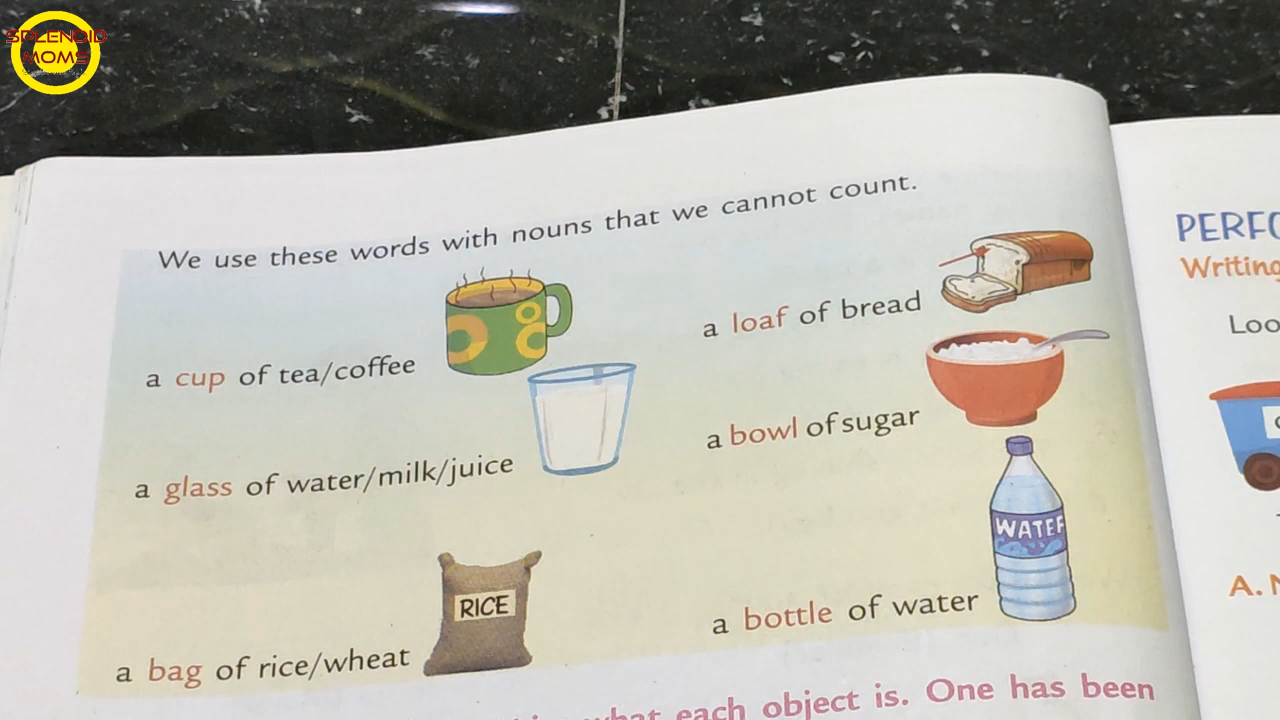 SPLENDID
MOMS
We use these words with nouns that we cannot count.
a cup of tea/coffee
a loaf of bread
a glass of water/milk/juice
a bowl of sugar
WATER
RICE
a bag of rice/wheat
a bottle of water
what each object is. One has been
PERFO
Writing
Loo
A.